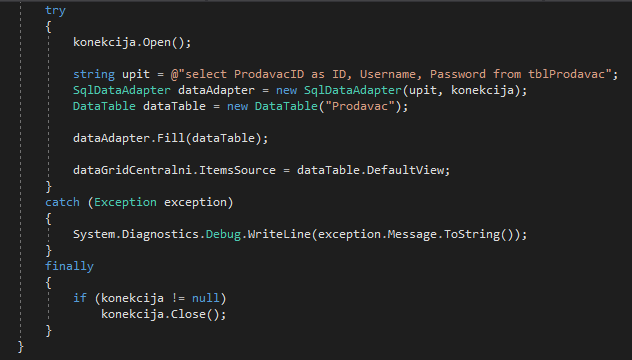 try
{
konekcija.Open();
string upit = @"select ProdavacID as ID, Username, Password from tblProdavac";
SqlDataAdapter dataAdapter = new SqlDataAdapter(upit, konekcija);
DataTable dataTable = new DataTable("Prodavac");
dataAdapter.Fill(dataTable);
dataGridCentralni.ItemsSource = dataTable.DefaultView;
}
catch (Exception exception)
{
System.Diagnostics.Debug.WriteLine(exception.Message.ToString());
}
finally
{
if (konekcija != null)
konekcija.Close();
}
}